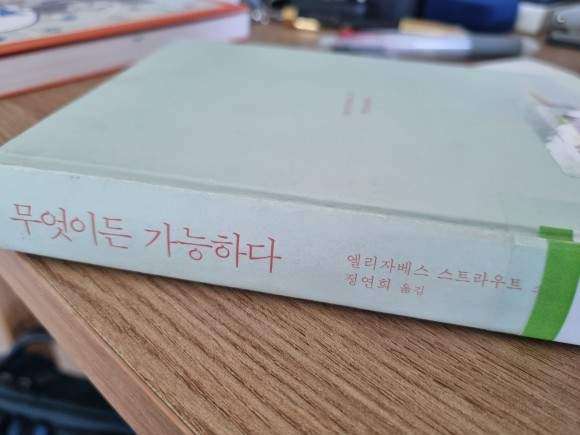 무엇이든 가능하다
엘리자베스 스트라우트
정연희 옮김